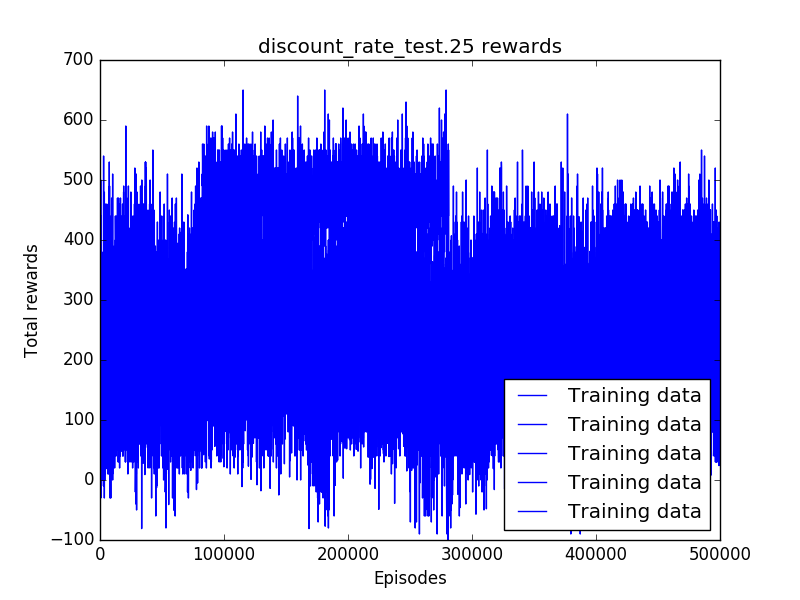 discount_rate_test.25 rewards
700
600
500
400
300
200
100
0
−100
Total rewards
Training data
Training data
Training data
Training data
Training data
0
100000
200000
300000
400000
500000
Episodes